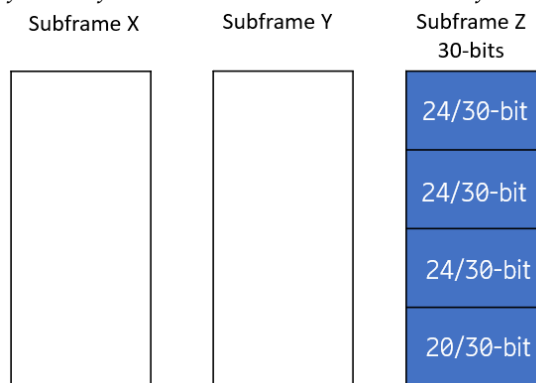 Subframe X
Subframe Y
Subframe Z
30-bits
24/30-bit
24/30-bit
24/30-bit
20/30-bit